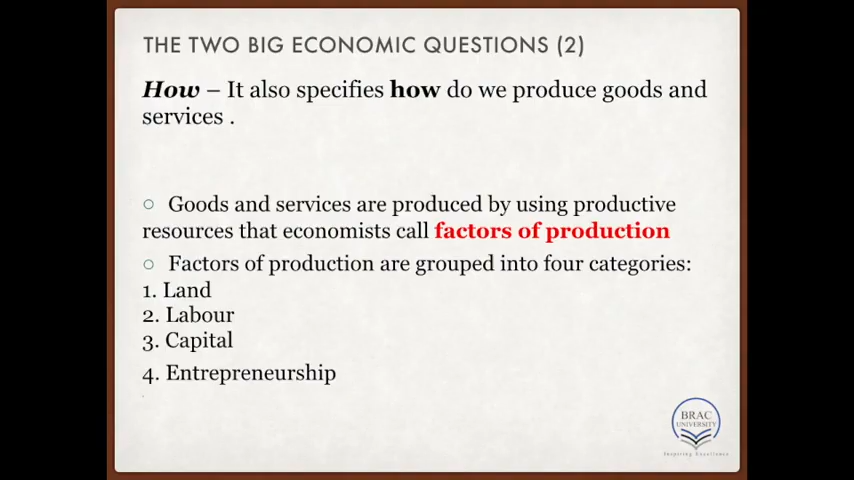 THE TWO BIG ECONOMIC QUESTIONS (2)
How – It also specifies how do we produce goods and
services .
○ Goods and services are produced by using productive
resources that economists call factors of production
○ Factors of production are grouped into four categories:
1. Land
2. Labour
3. Capital
4. Entrepreneurship
BRAC
UNIVERSITY
Inspiring Excellence